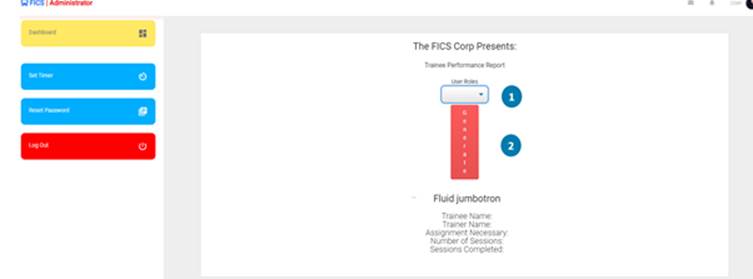 FICS | Administrator
Dashboard
Set Timer
Reset Password
Log Out
The FICS Corp Presents:
Trainee Performance Report
User Roles
1
Generate
2
Fluid jumbotron
Trainee Name:
Trainer Name:
Assignment Necessary:
Number of Sessions:
Sessions Completed: